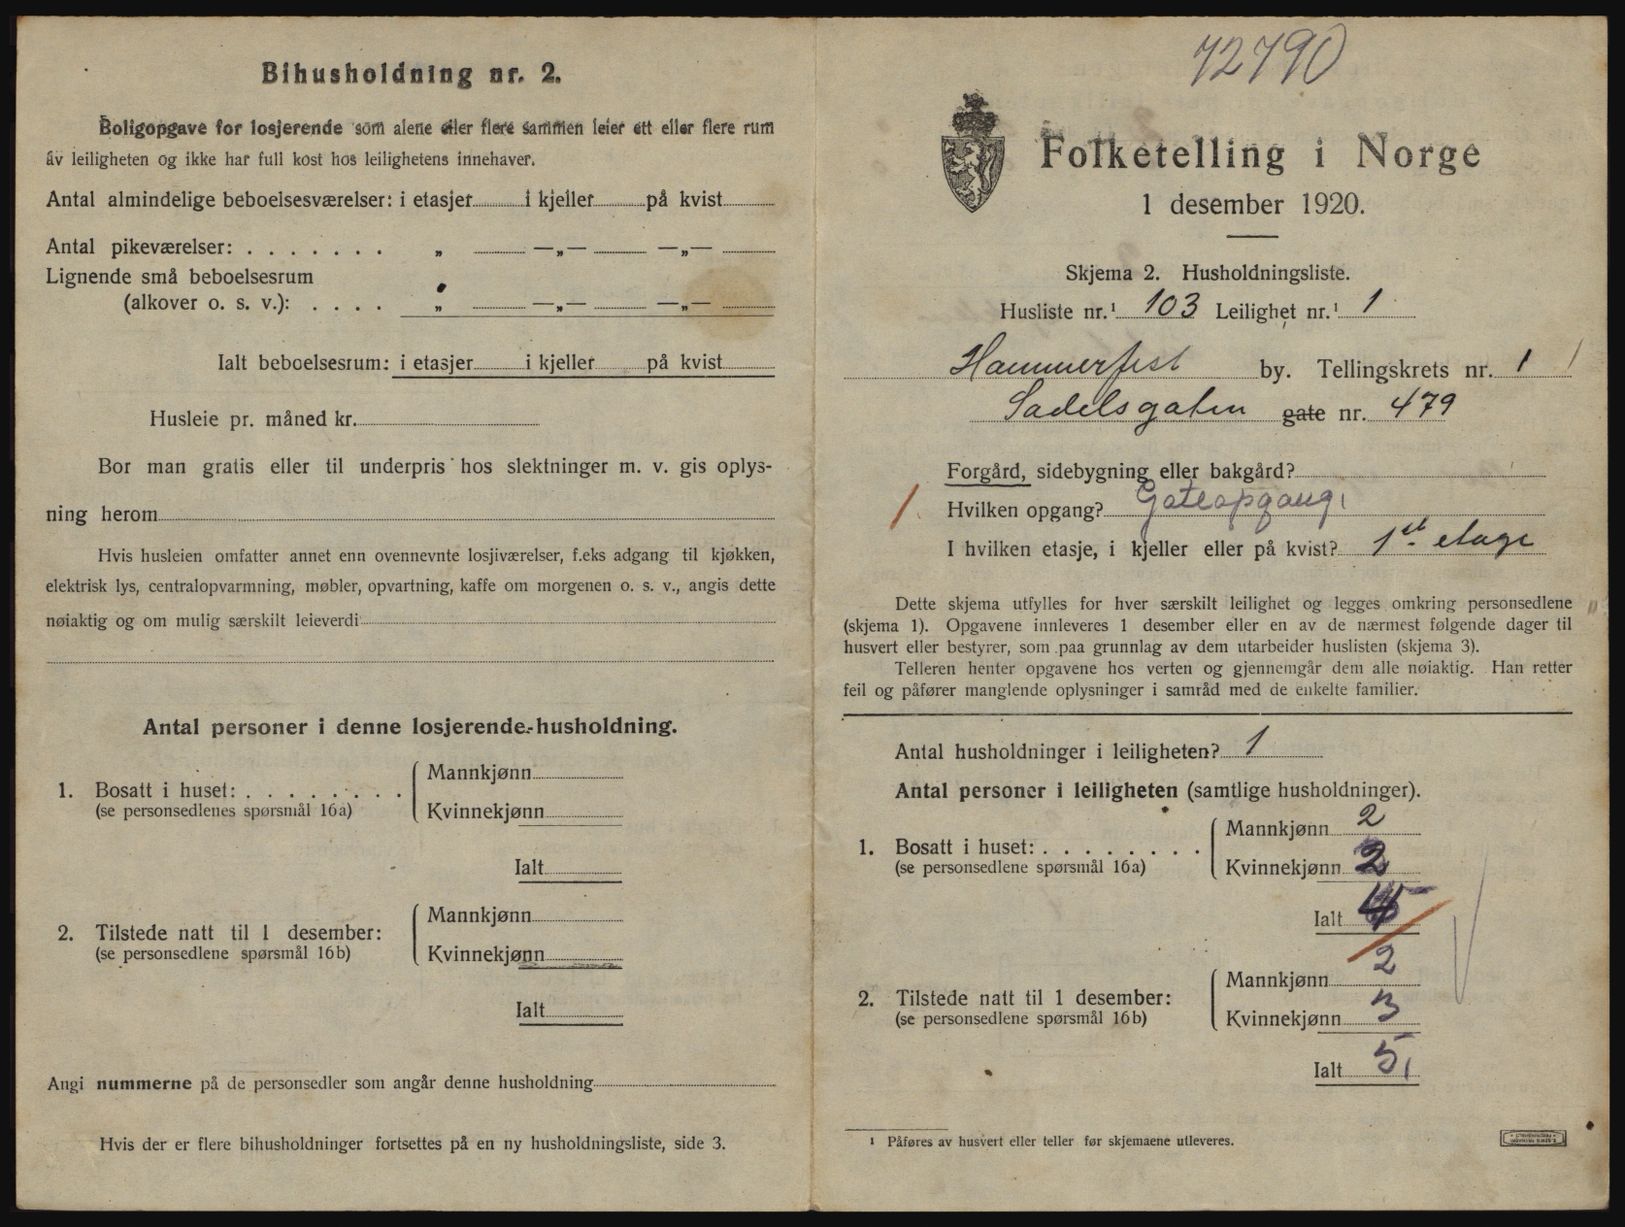 Bihusholdning nr. 2.
Boligopgave for losjerende som alene eller flere sammen leier ett eller flere rum
av leiligheten og ikke har full kost hos leilighetens innehaver.
Antal almindelige beboelsesværelser: i etasjer i kjeller på kvist
Antal pikeværelser: . . . . . . . „ —„— —„—
Lignende små beboelsesrum
(alkover o. s. v.): . . . . „ —„— —„—
Ialt beboelsesrum: i etasjer i kjeller på kvist
Husleie pr. måned kr.
Bor man gratis eller til underpris hos slektninger m. v. gis oplys-
ning herom
Hvis husleien omfatter annet enn ovennevnte losjiværelser, f.eks adgang til kjøkken,
elektrisk lys, centralopvarmning, møbler, opvartning, kaffe om morgenen o. s. v., angis dette
nøiaktig og om mulig særskilt leieverdi
Antal personer i denne losjerende-husholdning.
1. Bosatt i huset: . . . . . . . .
(se personsedlenes spørsmål 16a)
Mannkjønn
Kvinnekjønn
Ialt
2. Tilstede natt til 1 desember:
(se personsedlene spørsmål 16b)
Mannkjønn
Kvinnekjønn
Ialt
Angi nummerne på de personsedler som angår denne husholdning
Hvis der er flere bihusholdninger fortsettes på en ny husholdningsliste, side 3.
72790
Folketelling i Norge
1 desember 1920.
Skjema 2. Husholdningsliste.
Husliste nr.¹ 103 Leilighet nr.¹ 1
Hammerfest by. Tellingskrets nr. 1 1
Sadelsgaten gate nr. 479
Forgård, sidebygning eller bakgård?
1. Hvilken opgang? Gateopgang
I hvilken etasje, i kjeller eller på kvist? 1st etage
Dette skjema utfylles for hver særskilt leilighet og legges omkring personsedlene
(skjema 1). Opgavene innleveres 1 desember eller en av de nærmest følgende dager til
husvert eller bestyrer, som paa grunnlag av dem utarbeider huslisten (skjema 3).
Telleren henter opgavene hos verten og gjennemgår dem alle nøiaktig. Han retter
feil og påfører manglende oplysninger i samråd med de enkelte familier.
Antal husholdninger i leiligheten? 1
Antal personer i leiligheten (samtlige husholdninger).
1. Bosatt i huset: . . . . . . . .
(se personsedlene spørsmål 16a)
Mannkjønn 2
Kvinnekjønn 2
Ialt 4
2. Tilstede natt til 1 desember:
(se personsedlene spørsmål 16b)
Mannkjønn 2
Kvinnekjønn 3
Ialt 5
¹ Påføres av husvert eller teller før skjemaene utleveres.